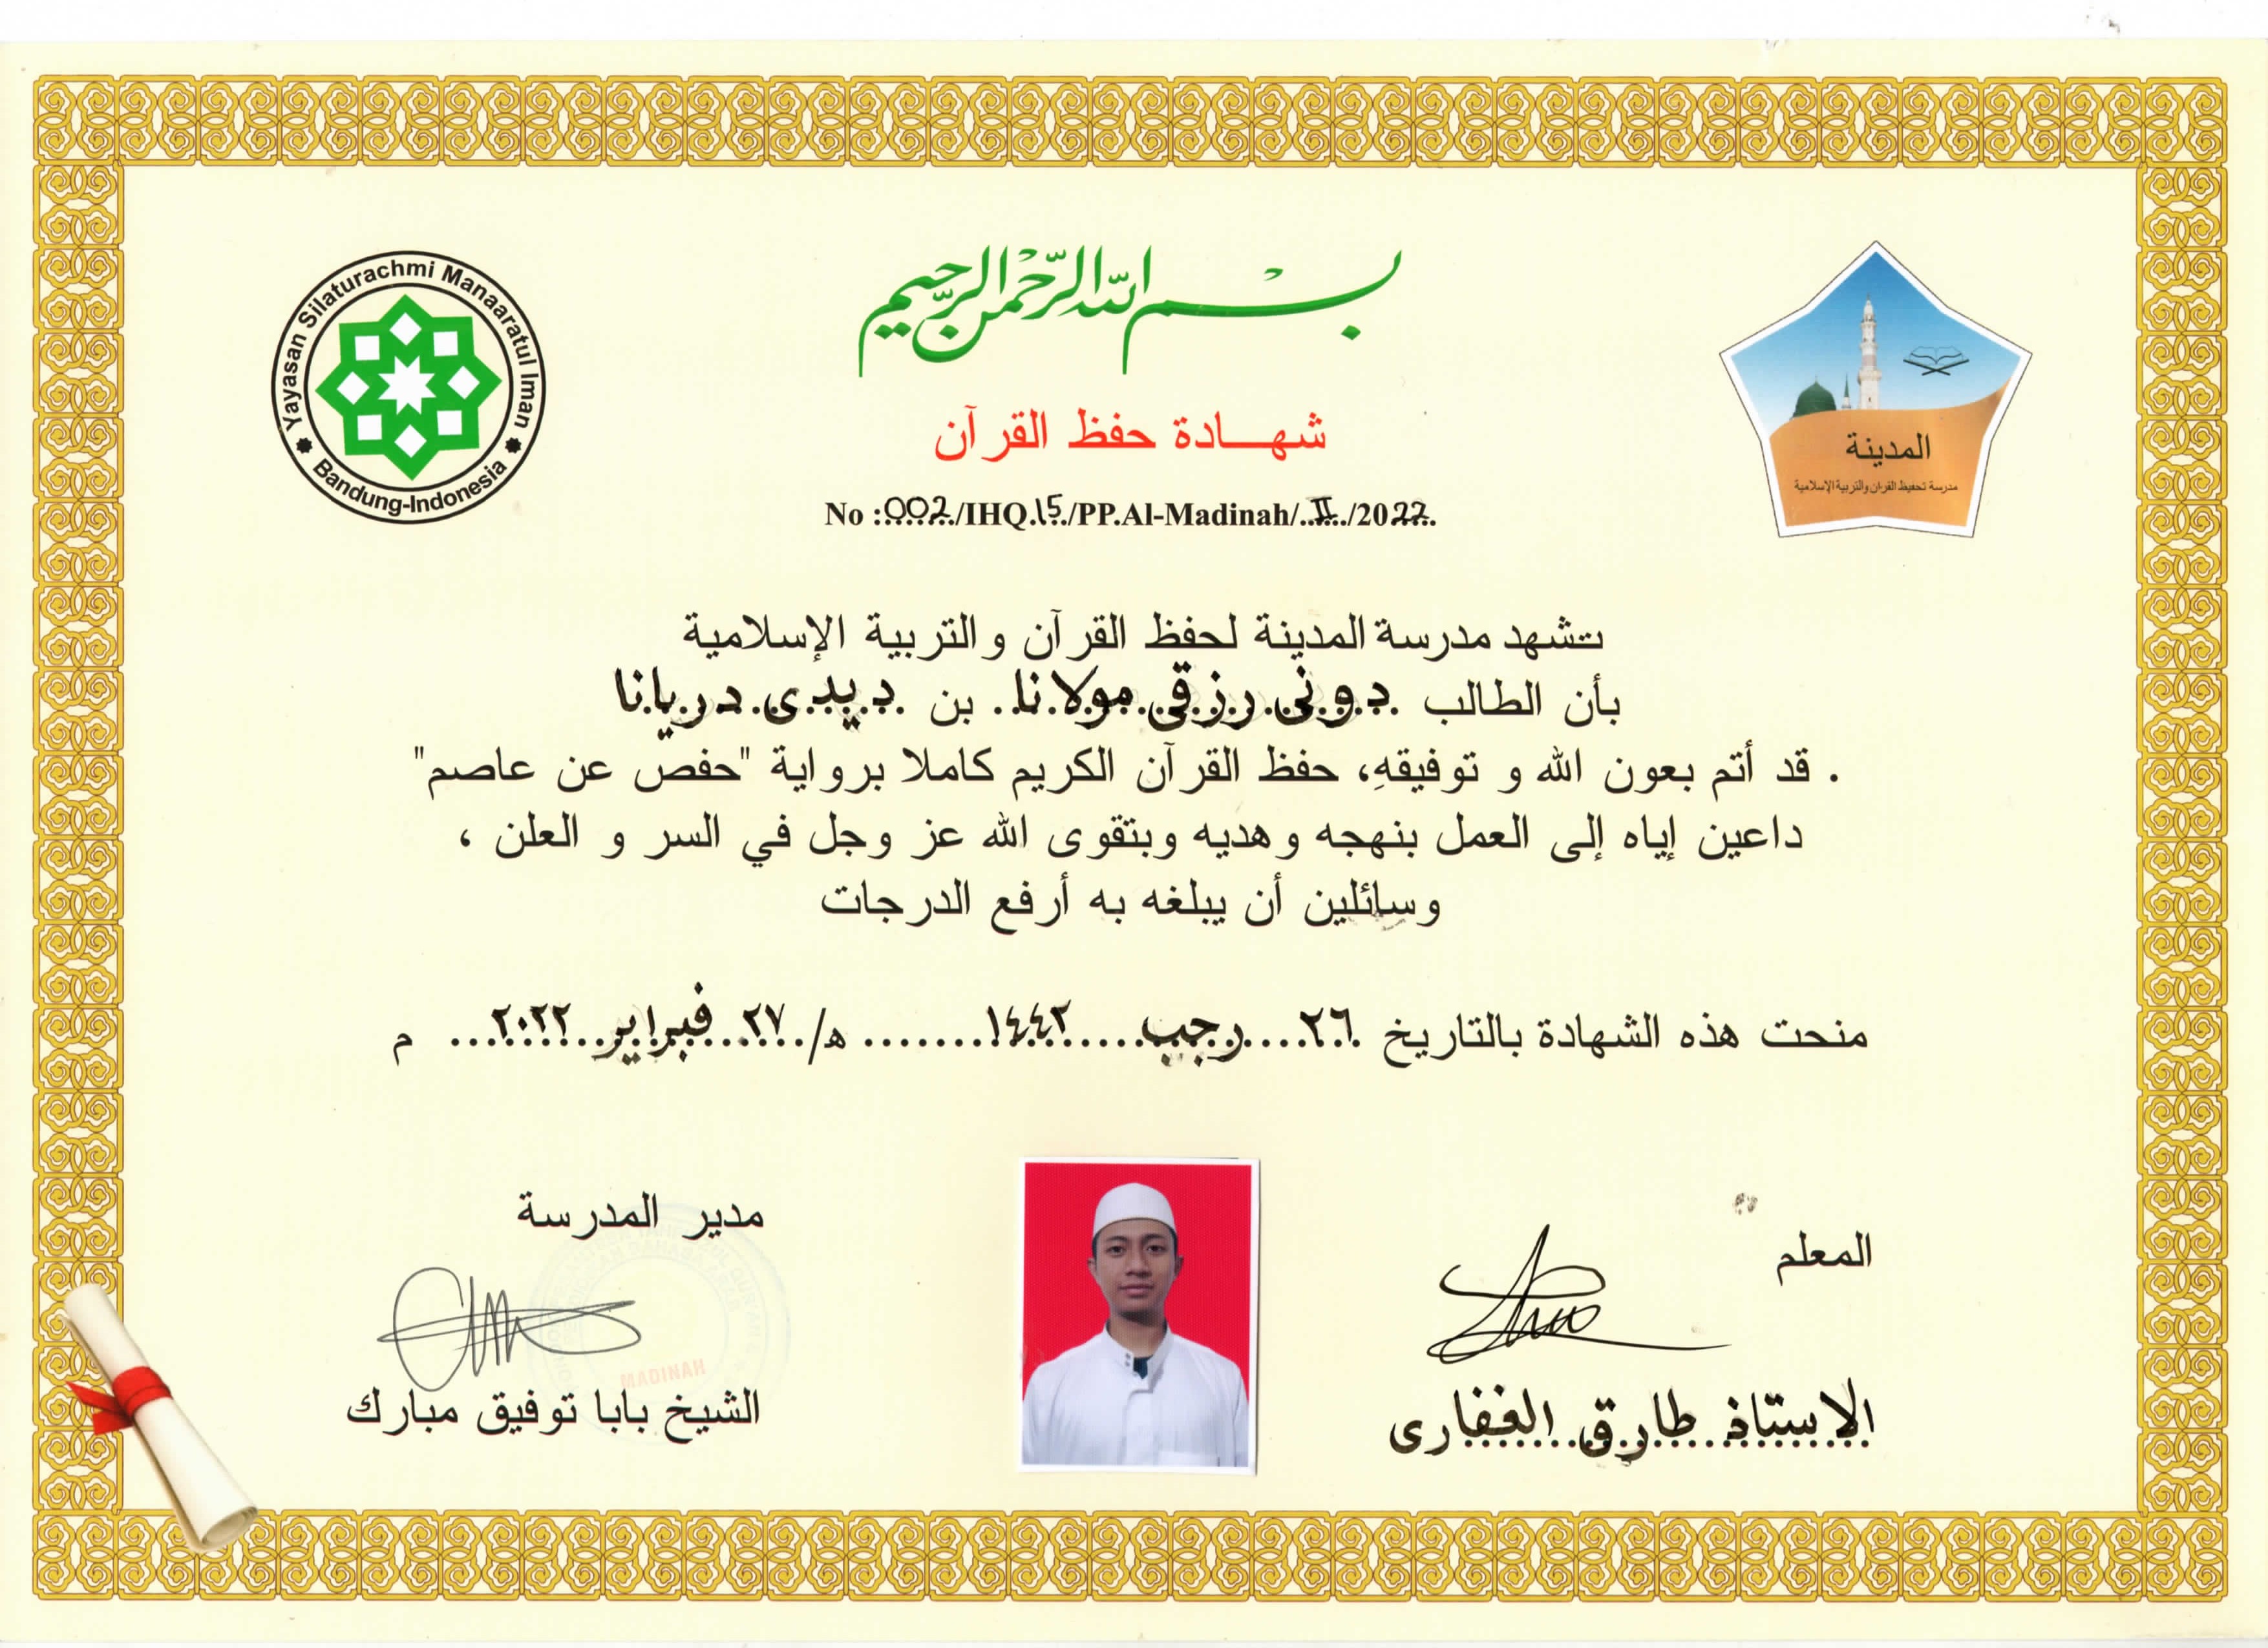 Yayasan Silaturachmi Manaaratul Iman
Bandung-Indonesia
بسم الله الرحمن الرحيم
المدينة
مدرسة تحفيظ القران والتربية الإسلامية
شهـــادة حفظ القرآن
No :002/IHQ.15/PP.Al-Madinah/II/2022
تشهد مدرسة المدينة لحفظ القرآن والتربية الإسلامية
بأن الطالب دونى رزقى مولانا بن ديدى دريانا
. قد أتم بعون الله و توفيقهِ، حفظ القرآن الكريم كاملا برواية "حفص عن عاصم"
داعين إياه إلى العمل بنهجه وهديه وبتقوى الله عز وجل في السر و العلن ،
وسائلين أن يبلغه به أرفع الدرجات
منحت هذه الشهادة بالتاريخ ٢٦ رجب ١٤٤٣ ه/ ٢٧ فبراير ٢٠٢٢ م
المعلم
الاستاذ طارق الغفارى
مدير المدرسة
MADINAH
الشيخ بابا توفيق مبارك